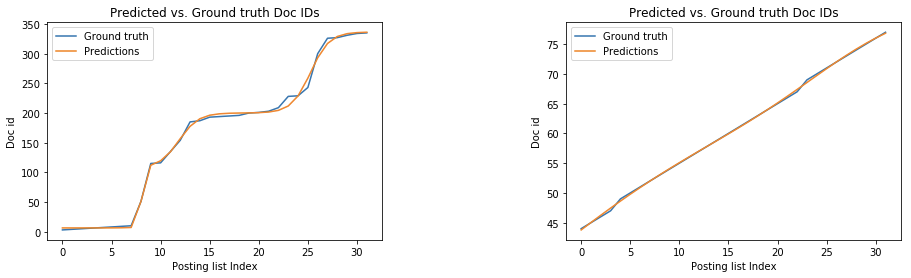 Predicted vs. Ground truth Doc IDs
Ground truth
Predictions
Doc id
350
300
250
200
150
100
50
0
0 5 10 15 20 25 30
Posting list Index
Predicted vs. Ground truth Doc IDs
Ground truth
Predictions
Doc id
75
70
65
60
55
50
45
0 5 10 15 20 25 30
Posting list Index